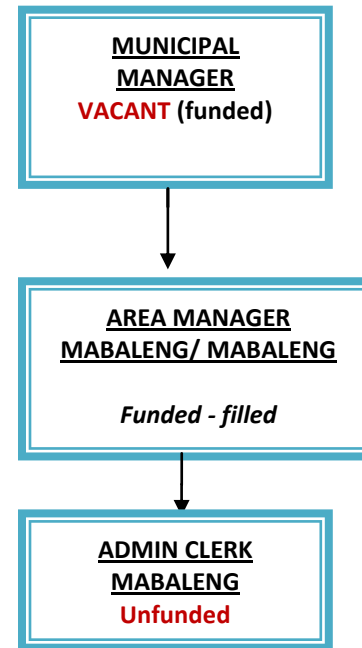 MUNICIPAL
MANAGER
VACANT (funded)
AREA MANAGER
MABALENG/ MABALENG
Funded - filled
ADMIN CLERK
MABALENG
Unfunded